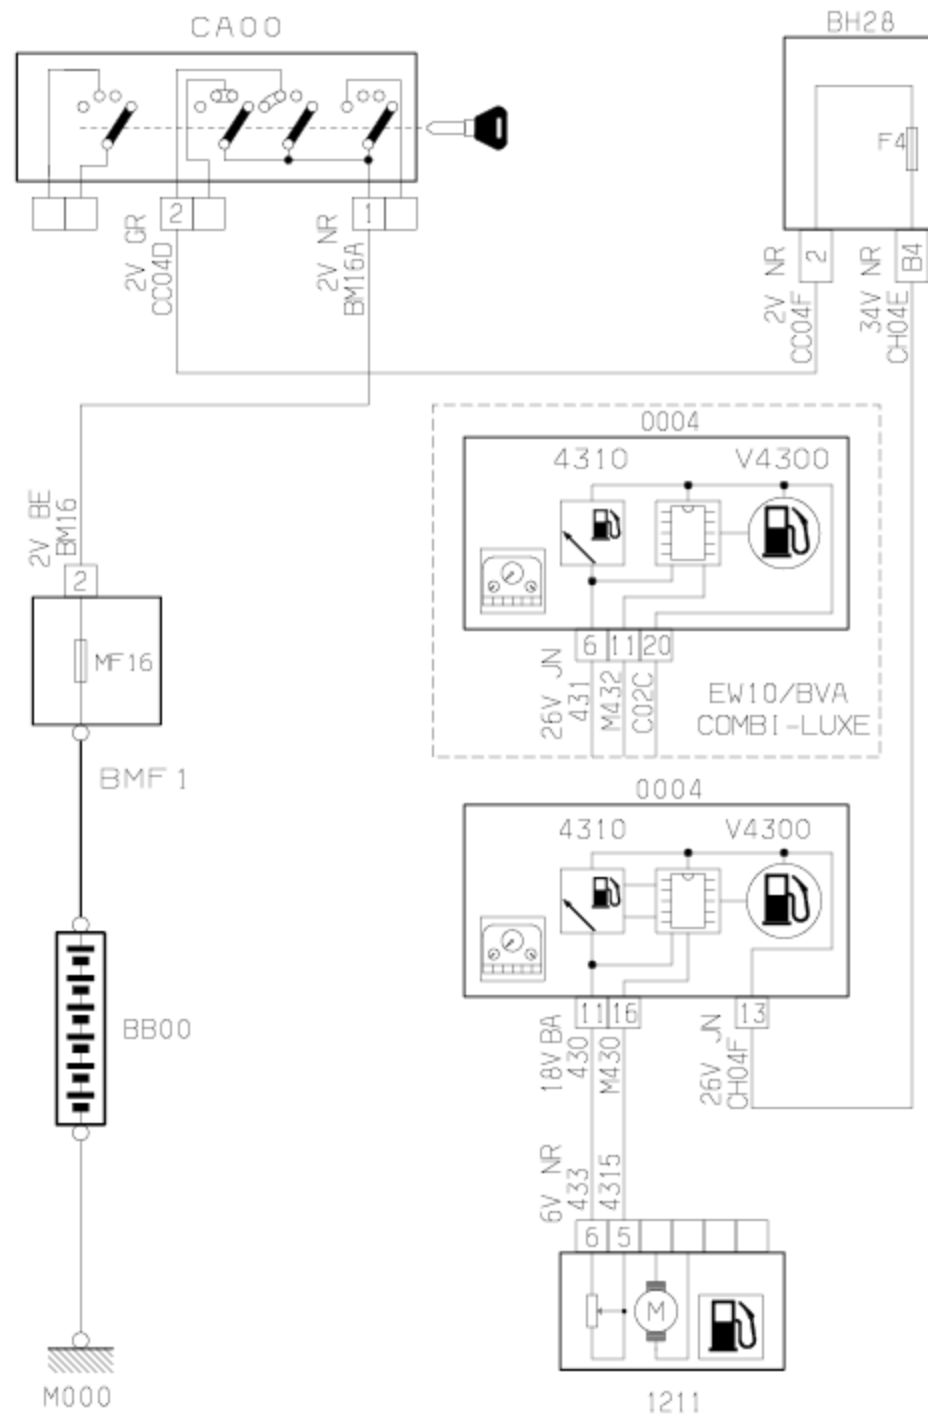 CA00
BH28
F4
2 1
2V GR
CC04D
2V NR
BM16A
2 B4
2V NR
CC04F
34V NR
CH04E
0004
4310 V4300
2V BE
BM16
2
MF16
6 11 20
26V JN
431
M432
C02C
EW10/BVA
COMBI-LUXE
BMF1
0004
4310 V4300
BB00
11 16 13
18V BA
430
M430
26V JN
CH04F
6V NR
433
4315
6 5
M
M000
1211